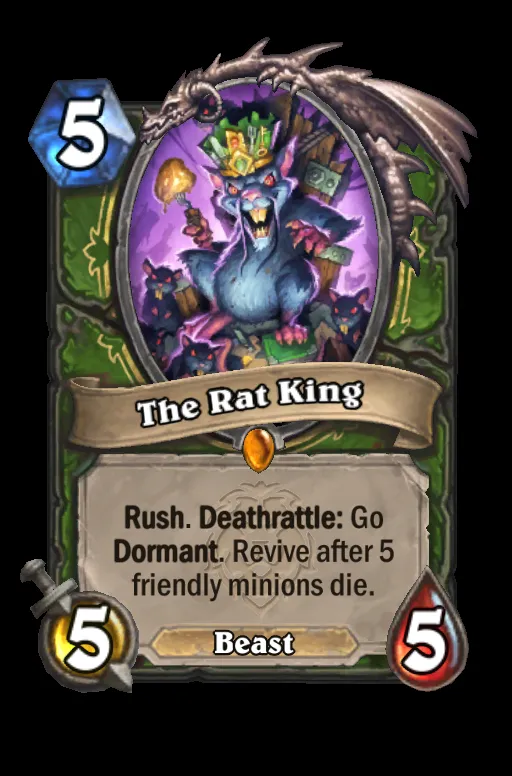 5
The Rat King
Rush. Deathrattle: Go
Dormant. Revive after 5
friendly minions die.
5
Beast
5